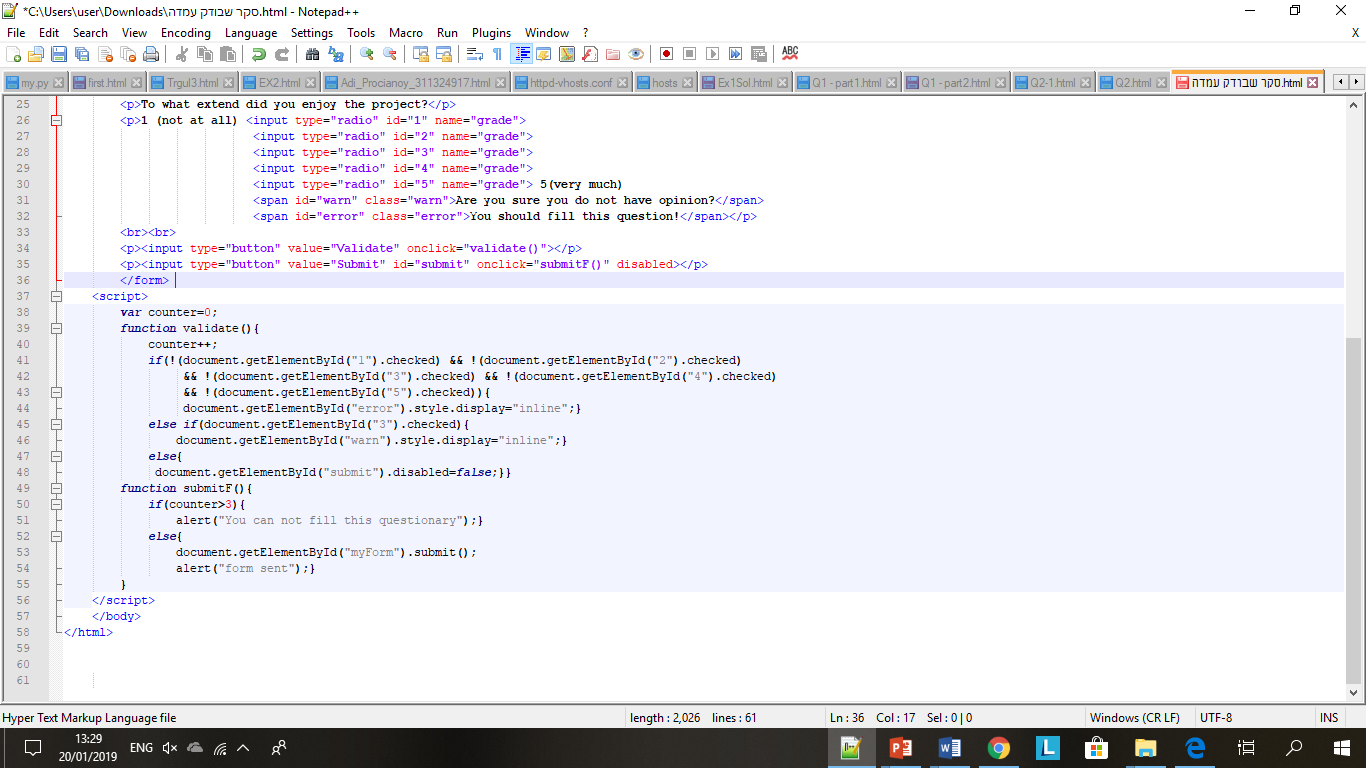 *C:\Users\user\Downloads\סקר שבודק עמדה.html - Notepad++
File Edit Search View Encoding Language Settings Tools Macro Run Plugins Window ? X
my.py first.html Trgul3.html EX2.html Adi_Procianoy_311324917.html httpd-vhosts.conf hosts Ex1Sol.html Q1 - part1.html Q1 - part2.html Q2-1.html Q2.html סקר שבודק עמדה.html
25 <p>To what extend did you enjoy the project?</p>
26 <p>1 (not at all) <input type="radio" id="1" name="grade">
27 <input type="radio" id="2" name="grade">
28 <input type="radio" id="3" name="grade">
29 <input type="radio" id="4" name="grade">
30 <input type="radio" id="5" name="grade"> 5(very much)
31 <span id="warn" class="warn">Are you sure you do not have opinion?</span>
32 <span id="error" class="error">You should fill this question!</span></p>
33 <br><br>
34 <p><input type="button" value="Validate" onclick="validate()"></p>
35 <p><input type="button" value="Submit" id="submit" onclick="submitF()" disabled></p>
36 </form>
37 <script>
38 var counter=0;
39 function validate(){
40 counter++;
41 if(!(document.getElementById("1").checked) && !(document.getElementById("2").checked)
42 && !(document.getElementById("3").checked) && !(document.getElementById("4").checked)
43 && !(document.getElementById("5").checked)){
44 document.getElementById("error").style.display="inline";}
45 else if(document.getElementById("3").checked){
46 document.getElementById("warn").style.display="inline";}
47 else{
48 document.getElementById("submit").disabled=false;}}
49 function submitF(){
50 if(counter>3){
51 alert("You can not fill this questionary");}
52 else{
53 document.getElementById("myForm").submit();
54 alert("form sent");}
55 }
56 </script>
57 </body>
58 </html>
59
60
61
Hyper Text Markup Language file length : 2,026 lines : 61 Ln : 36 Col : 17 Sel : 0 | 0 Windows (CR LF) UTF-8 INS
13:29
ENG
20/01/2019